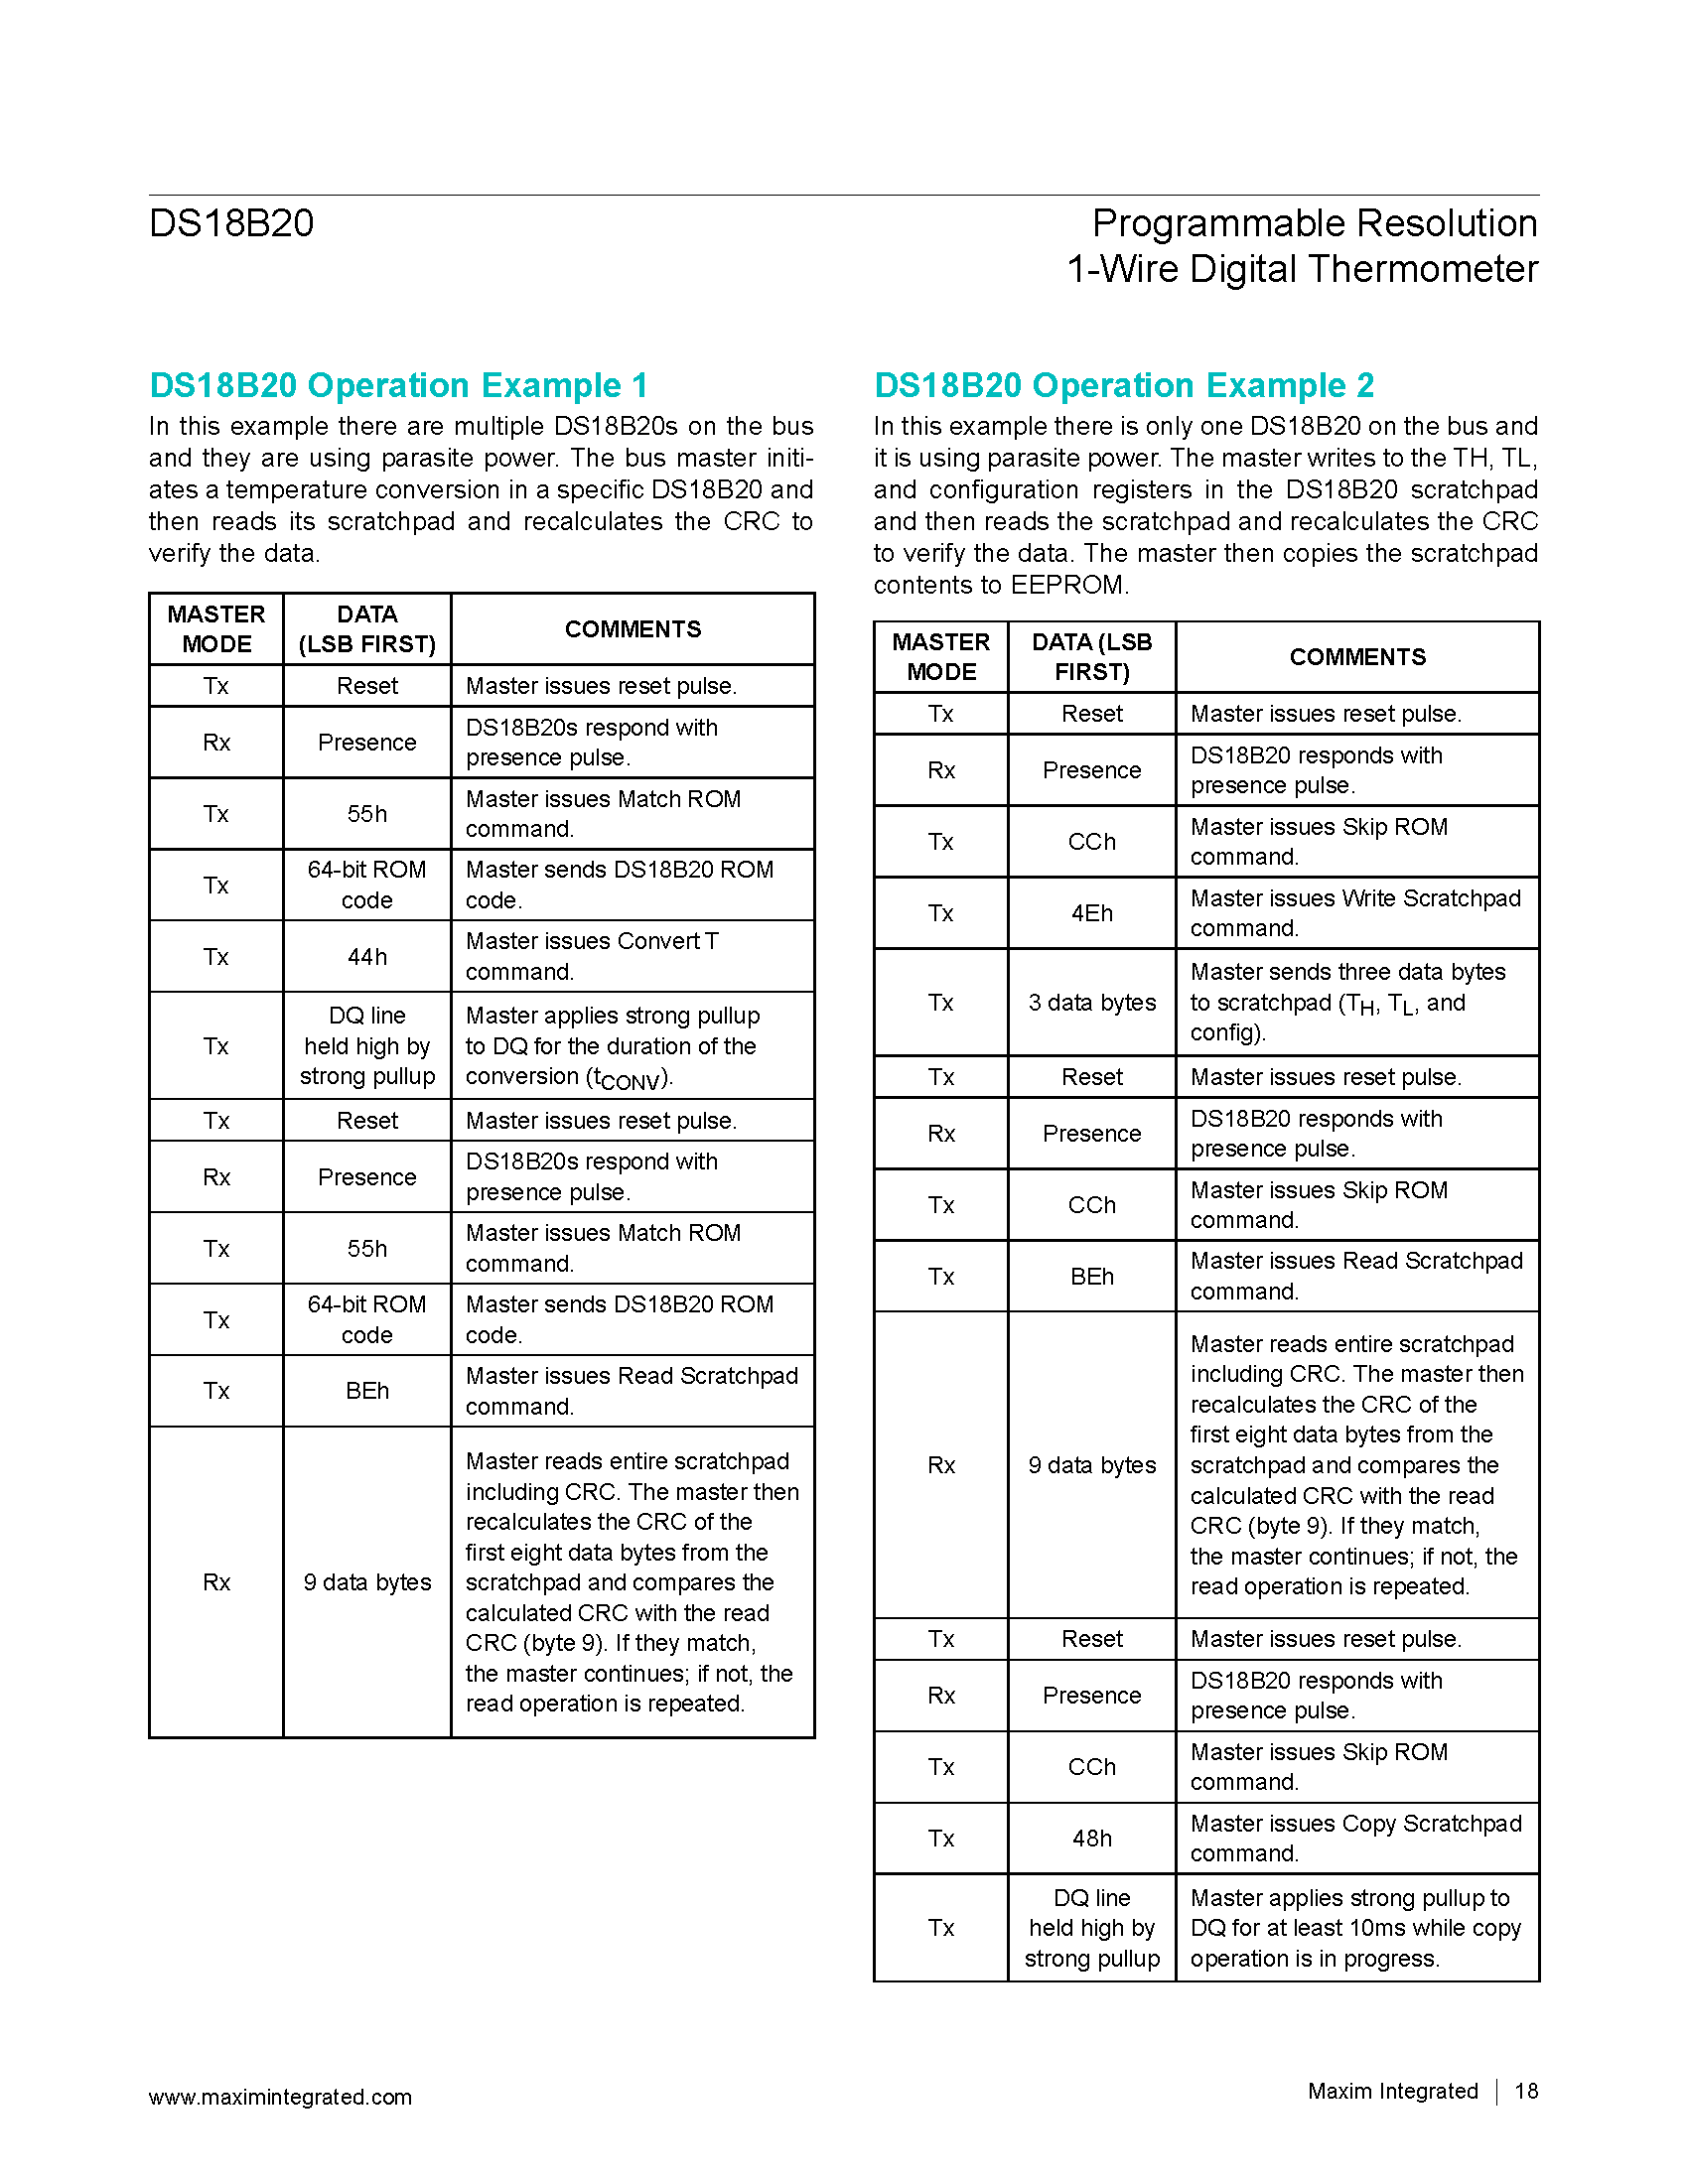 DS18B20
Programmable Resolution
1-Wire Digital Thermometer
DS18B20 Operation Example 1
In this example there are multiple DS18B20s on the bus
and they are using parasite power. The bus master initi-
ates a temperature conversion in a specific DS18B20 and
then reads its scratchpad and recalculates the CRC to
verify the data.
MASTER
MODE
DATA
(LSB FIRST)
COMMENTS
Tx
Reset
Master issues reset pulse.
Rx
Presence
DS18B20s respond with
presence pulse.
Tx
55h
Master issues Match ROM
command.
Tx
64-bit ROM
code
Master sends DS18B20 ROM
code.
Tx
44h
Master issues Convert T
command.
Tx
DQ line
held high by
strong pullup
Master applies strong pullup
to DQ for the duration of the
conversion (tCONV).
Tx
Reset
Master issues reset pulse.
Rx
Presence
DS18B20s respond with
presence pulse.
Tx
55h
Master issues Match ROM
command.
Tx
64-bit ROM
code
Master sends DS18B20 ROM
code.
Tx
BEh
Master issues Read Scratchpad
command.
Rx
9 data bytes
Master reads entire scratchpad
including CRC. The master then
recalculates the CRC of the
first eight data bytes from the
scratchpad and compares the
calculated CRC with the read
CRC (byte 9). If they match,
the master continues; if not, the
read operation is repeated.
DS18B20 Operation Example 2
In this example there is only one DS18B20 on the bus and
it is using parasite power. The master writes to the TH, TL,
and configuration registers in the DS18B20 scratchpad
and then reads the scratchpad and recalculates the CRC
to verify the data. The master then copies the scratchpad
contents to EEPROM.
MASTER
MODE
DATA (LSB
FIRST)
COMMENTS
Tx
Reset
Master issues reset pulse.
Rx
Presence
DS18B20 responds with
presence pulse.
Tx
CCh
Master issues Skip ROM
command.
Tx
4Eh
Master issues Write Scratchpad
command.
Tx
3 data bytes
Master sends three data bytes
to scratchpad (TH, TL, and
config).
Tx
Reset
Master issues reset pulse.
Rx
Presence
DS18B20 responds with
presence pulse.
Tx
CCh
Master issues Skip ROM
command.
Tx
BEh
Master issues Read Scratchpad
command.
Rx
9 data bytes
Master reads entire scratchpad
including CRC. The master then
recalculates the CRC of the
first eight data bytes from the
scratchpad and compares the
calculated CRC with the read
CRC (byte 9). If they match,
the master continues; if not, the
read operation is repeated.
Tx
Reset
Master issues reset pulse.
Rx
Presence
DS18B20 responds with
presence pulse.
Tx
CCh
Master issues Skip ROM
command.
Tx
48h
Master issues Copy Scratchpad
command.
Tx
DQ line
held high by
strong pullup
Master applies strong pullup to
DQ for at least 10ms while copy
operation is in progress.
www.maximintegrated.com
Maxim Integrated | 18